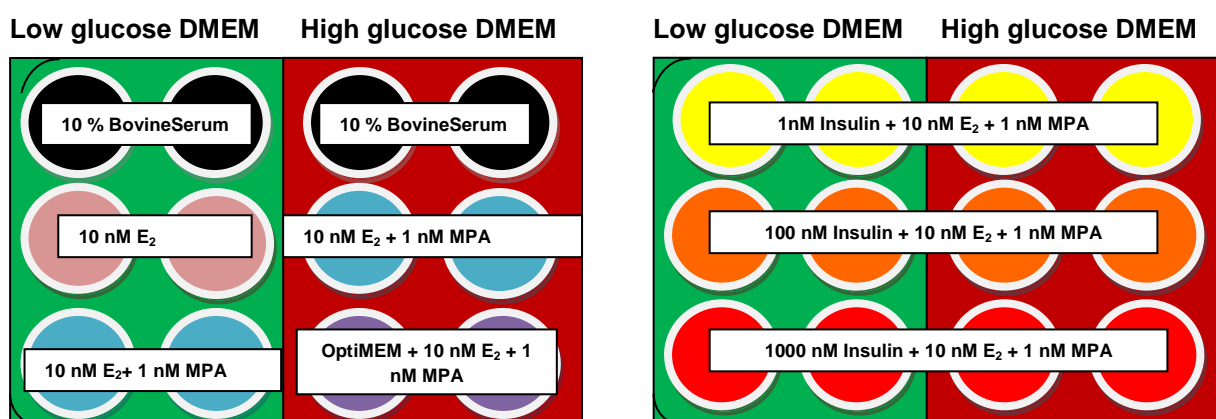 Low glucose DMEM
High glucose DMEM
10 % BovineSerum
10 % BovineSerum
10 nM E₂
10 nM E₂ + 1 nM MPA
10 nM E₂+ 1 nM MPA
OptiMEM + 10 nM E₂ + 1
nM MPA
Low glucose DMEM
High glucose DMEM
1nM Insulin + 10 nM E₂ + 1 nM MPA
100 nM Insulin + 10 nM E₂ + 1 nM MPA
1000 nM Insulin + 10 nM E₂ + 1 nM MPA